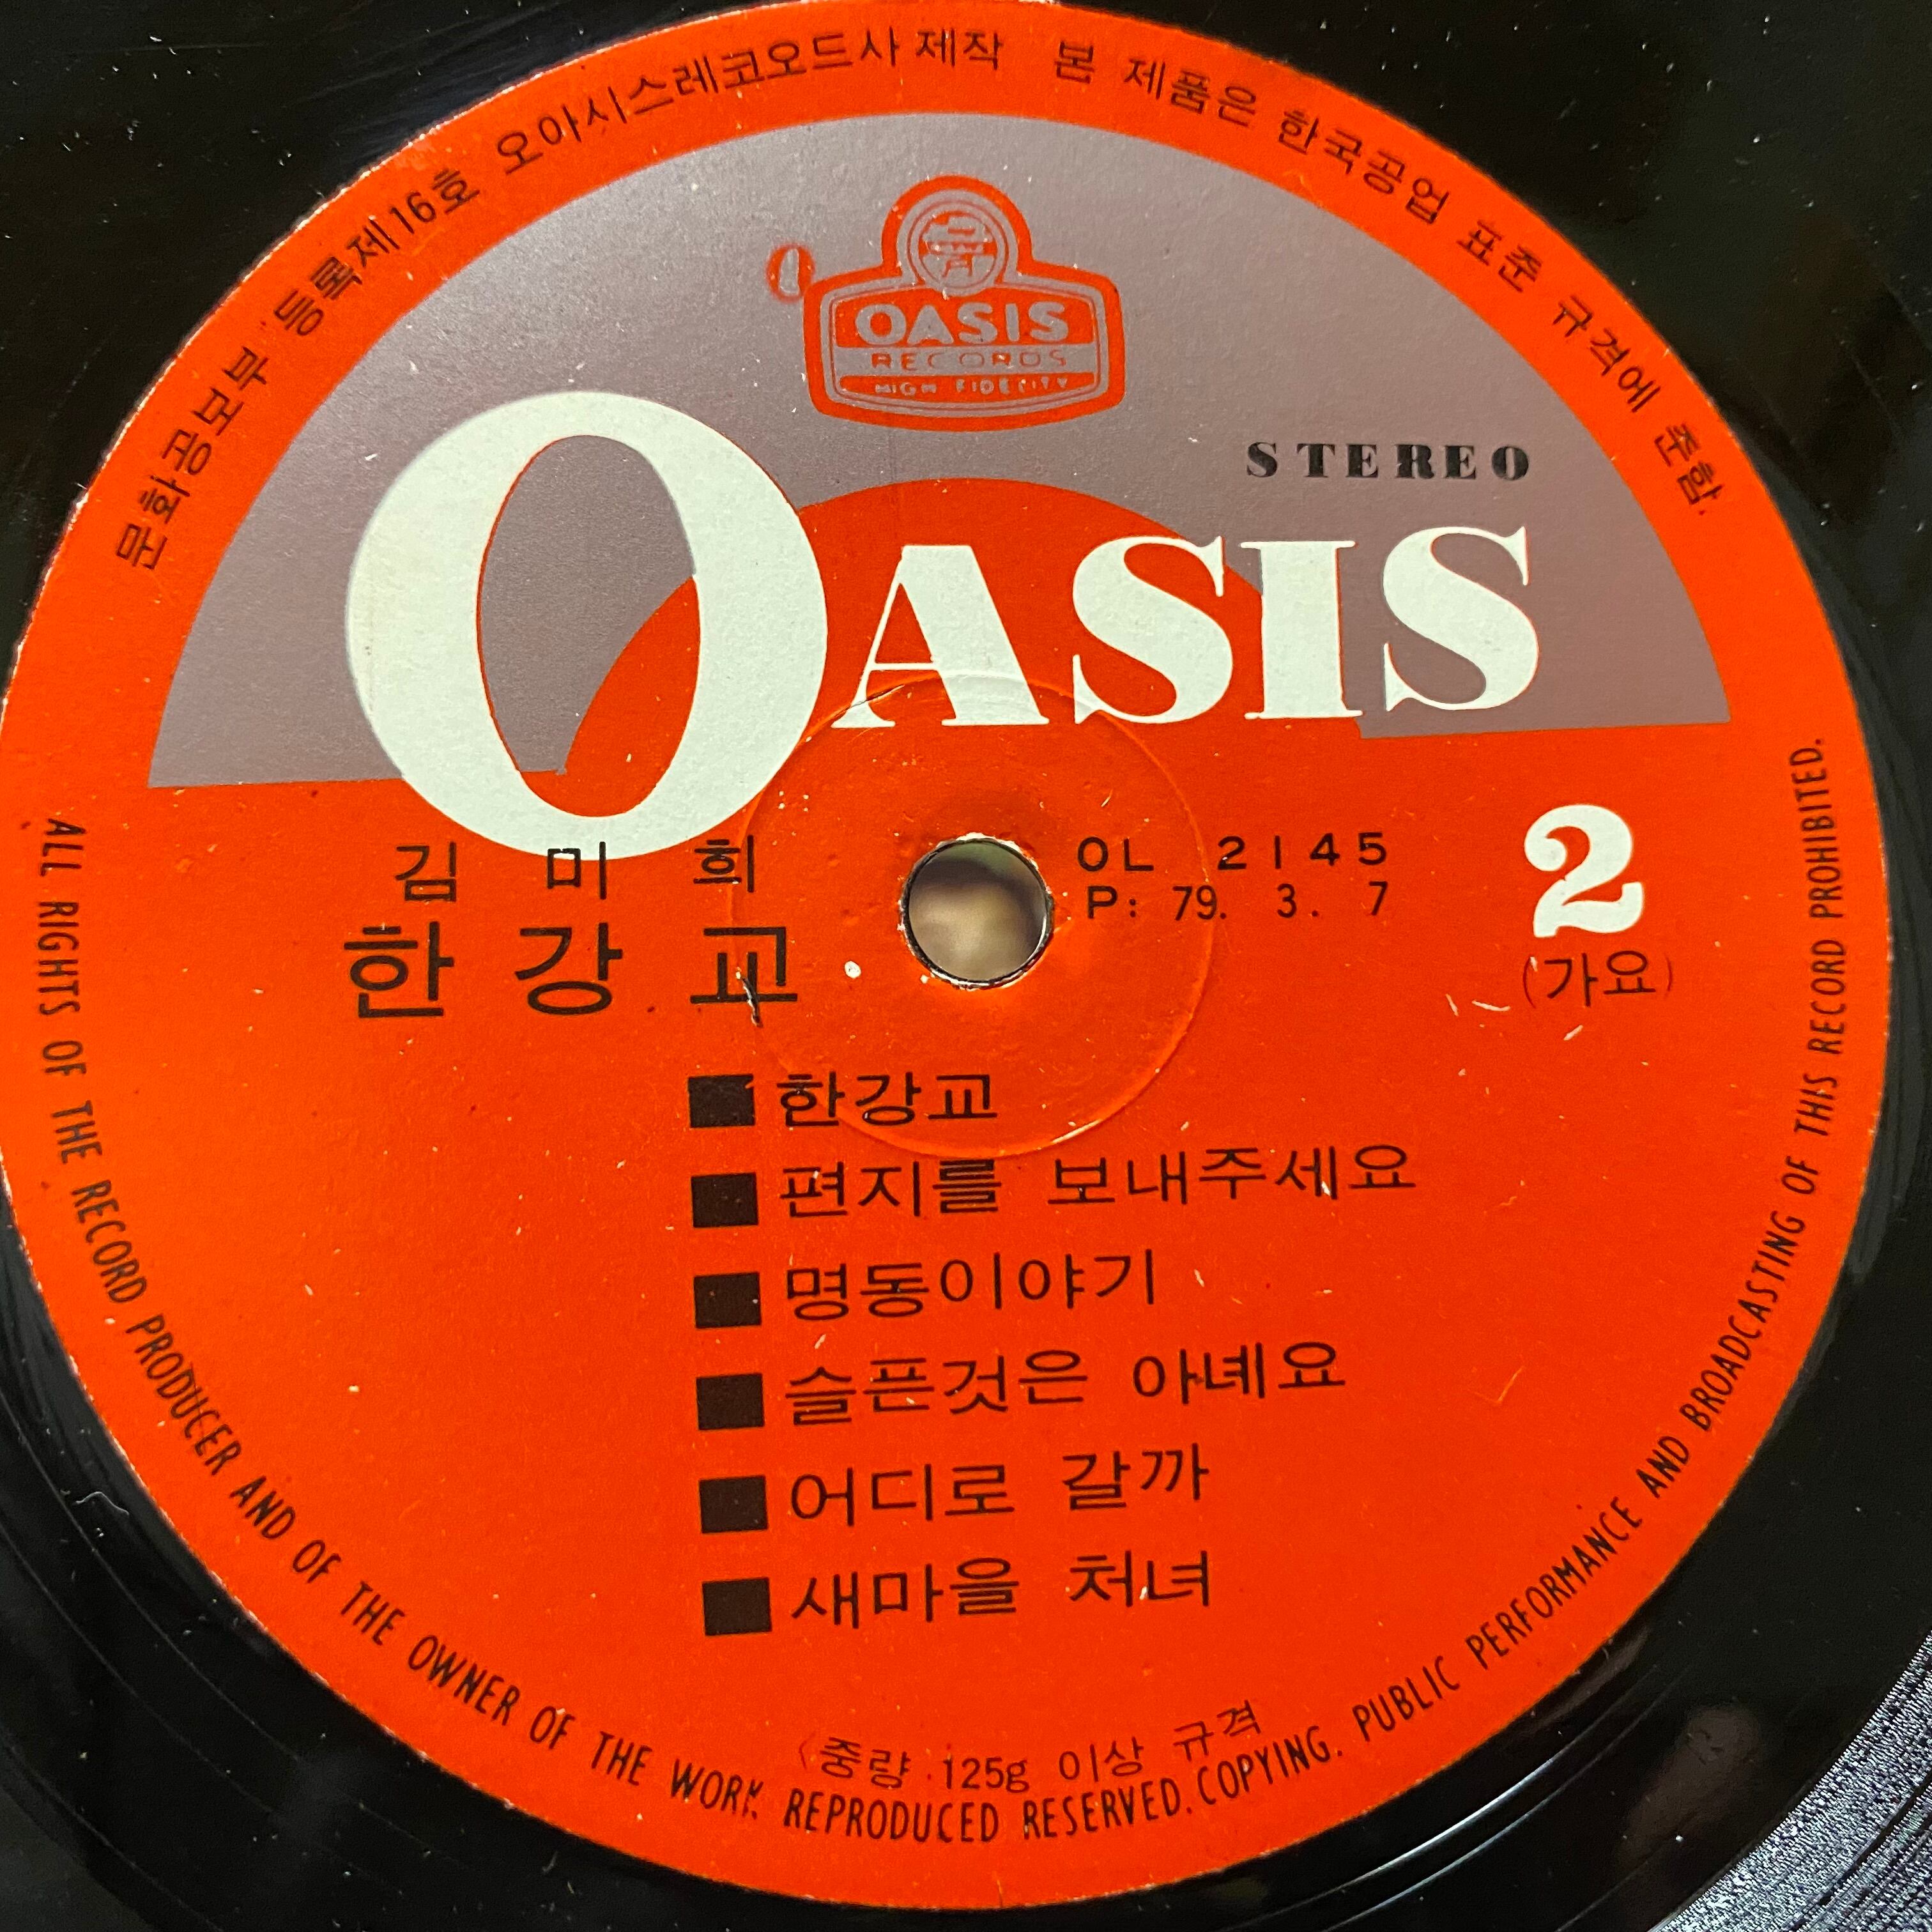 문화공보부 등록제16호 오아시스레코오드사 제작 본 제품은 한국공업 표준 규격에 준함.
OASIS
RECORDS
HIGH FIDELITY
STEREO
OASIS
김미희
한강교
OL 2145
P: 79. 3. 7
2
(가요)
■ 한강교
■ 편지를 보내주세요
■ 명동이야기
■ 슬픈것은 아녜요
■ 어디로 갈까
■ 새마을 처녀
중량 125g 이상 규격
ALL RIGHTS OF THE RECORD PRODUCER AND OF THE OWNER OF THE WORK REPRODUCED RESERVED. COPYING. PUBLIC PERFORMANCE AND BROADCASTING OF THIS RECORD PROHIBITED.